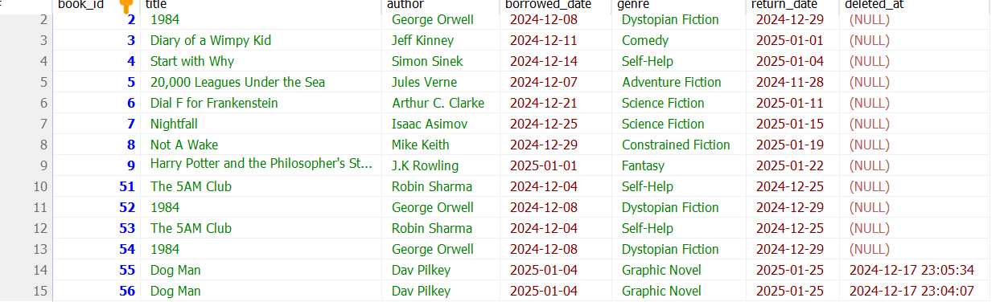 book_id title author borrowed_date genre return_date deleted_at
2 2 1984 George Orwell 2024-12-08 Dystopian Fiction 2024-12-29 (NULL)
3 3 Diary of a Wimpy Kid Jeff Kinney 2024-12-11 Comedy 2025-01-01 (NULL)
4 4 Start with Why Simon Sinek 2024-12-14 Self-Help 2025-01-04 (NULL)
5 5 20,000 Leagues Under the Sea Jules Verne 2024-12-07 Adventure Fiction 2024-11-28 (NULL)
6 6 Dial F for Frankenstein Arthur C. Clarke 2024-12-21 Science Fiction 2025-01-11 (NULL)
7 7 Nightfall Isaac Asimov 2024-12-25 Science Fiction 2025-01-15 (NULL)
8 8 Not A Wake Mike Keith 2024-12-29 Constrained Fiction 2025-01-19 (NULL)
9 9 Harry Potter and the Philosopher's St... J.K Rowling 2025-01-01 Fantasy 2025-01-22 (NULL)
10 51 The 5AM Club Robin Sharma 2024-12-04 Self-Help 2024-12-25 (NULL)
11 52 1984 George Orwell 2024-12-08 Dystopian Fiction 2024-12-29 (NULL)
12 53 The 5AM Club Robin Sharma 2024-12-04 Self-Help 2024-12-25 (NULL)
13 54 1984 George Orwell 2024-12-08 Dystopian Fiction 2024-12-29 (NULL)
14 55 Dog Man Dav Pilkey 2025-01-04 Graphic Novel 2025-01-25 2024-12-17 23:05:34
15 56 Dog Man Dav Pilkey 2025-01-04 Graphic Novel 2025-01-25 2024-12-17 23:04:07